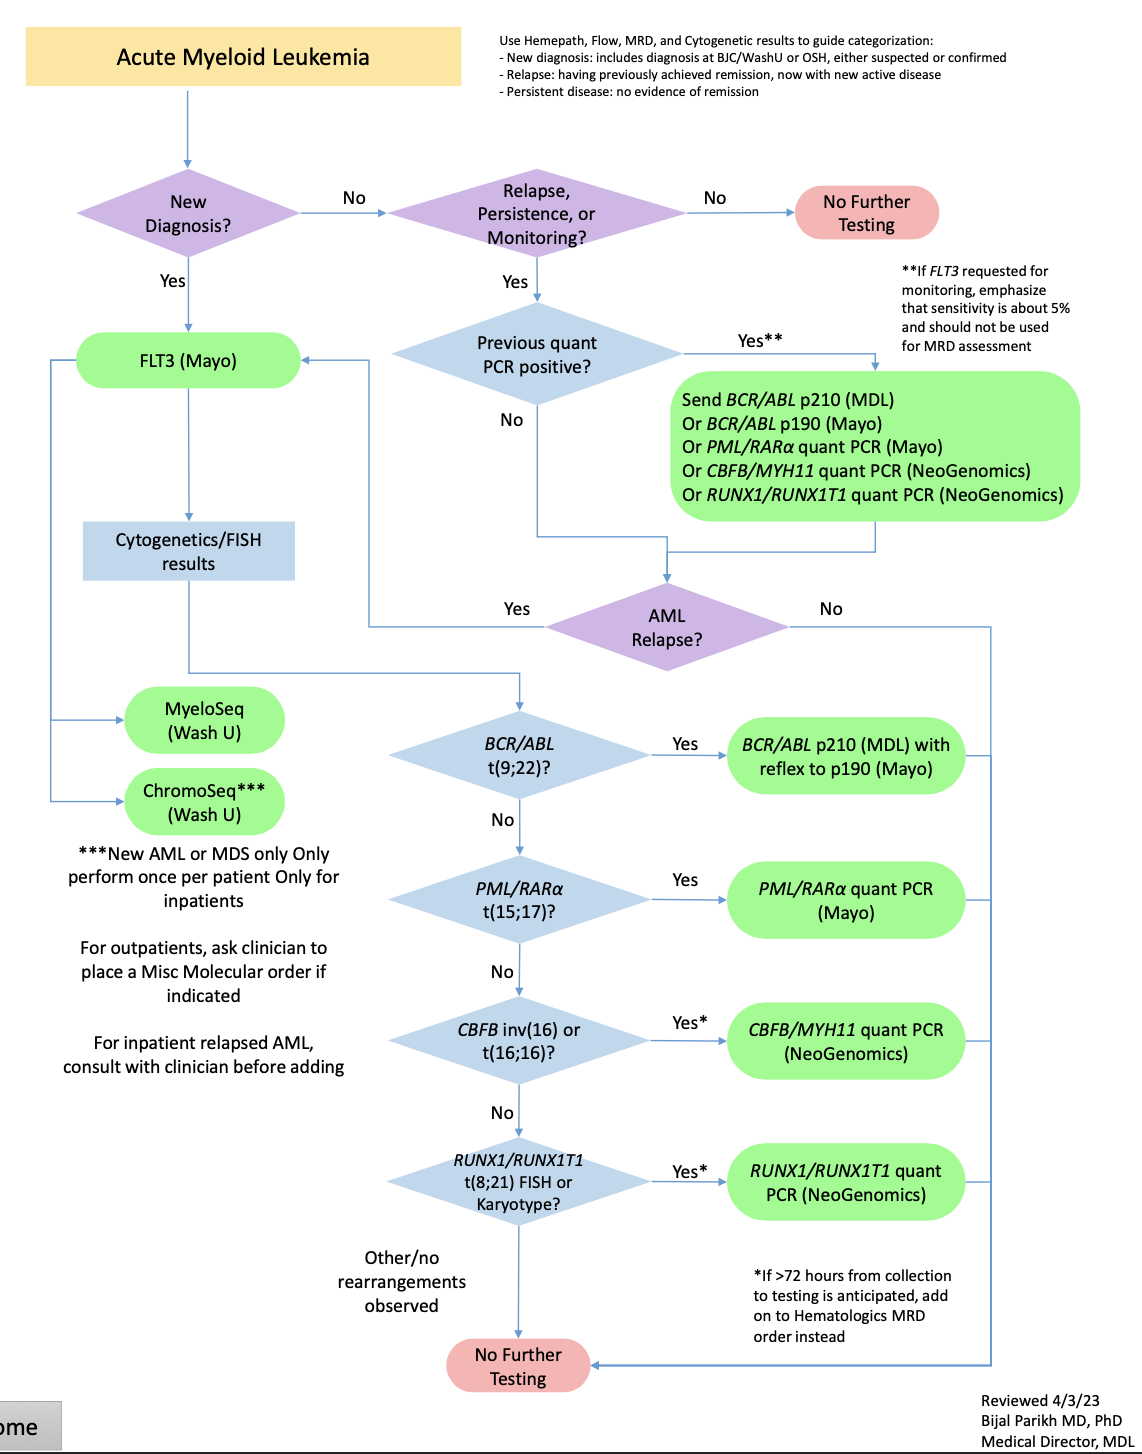 Acute Myeloid Leukemia
Use Hemepath, Flow, MRD, and Cytogenetic results to guide categorization:
- New diagnosis: includes diagnosis at BJC/WashU or OSH, either suspected or confirmed
- Relapse: having previously achieved remission, now with new active disease
- Persistent disease: no evidence of remission
New
Diagnosis?
No
Relapse,
Persistence, or
Monitoring?
No
No Further
Testing
Yes
Yes
**If FLT3 requested for
monitoring, emphasize
that sensitivity is about 5%
and should not be used
for MRD assessment
FLT3 (Mayo)
Previous quant
PCR positive?
Yes**
No
Send BCR/ABL p210 (MDL)
Or BCR/ABL p190 (Mayo)
Or PML/RARα quant PCR (Mayo)
Or CBFB/MYH11 quant PCR (NeoGenomics)
Or RUNX1/RUNX1T1 quant PCR (NeoGenomics)
Cytogenetics/FISH
results
Yes
AML
Relapse?
No
MyeloSeq
(Wash U)
ChromoSeq***
(Wash U)
***New AML or MDS only Only
perform once per patient Only for
inpatients
For outpatients, ask clinician to
place a Misc Molecular order if
indicated
For inpatient relapsed AML,
consult with clinician before adding
BCR/ABL
t(9;22)?
Yes
BCR/ABL p210 (MDL) with
reflex to p190 (Mayo)
No
PML/RARα
t(15;17)?
Yes
PML/RARα quant PCR
(Mayo)
No
CBFB inv(16) or
t(16;16)?
Yes*
CBFB/MYH11 quant PCR
(NeoGenomics)
No
RUNX1/RUNX1T1
t(8;21) FISH or
Karyotype?
Yes*
RUNX1/RUNX1T1 quant
PCR (NeoGenomics)
Other/no
rearrangements
observed
*If >72 hours from collection
to testing is anticipated, add
on to Hematologics MRD
order instead
No Further
Testing
Reviewed 4/3/23
Bijal Parikh MD, PhD
Medical Director, MDL
ome